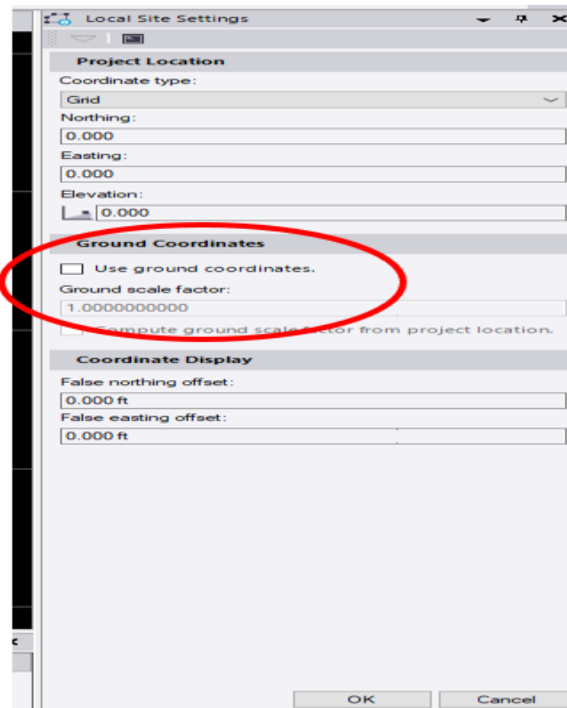 Local Site Settings
Project Location
Coordinate type:
Grid
Northing:
0.000
Easting:
0.000
Elevation:
0.000
Ground Coordinates
Use ground coordinates.
Ground scale factor:
1.0000000000
Compute ground scale factor from project location.
Coordinate Display
False northing offset:
0.000 ft
False easting offset:
0.000 ft
OK Cancel